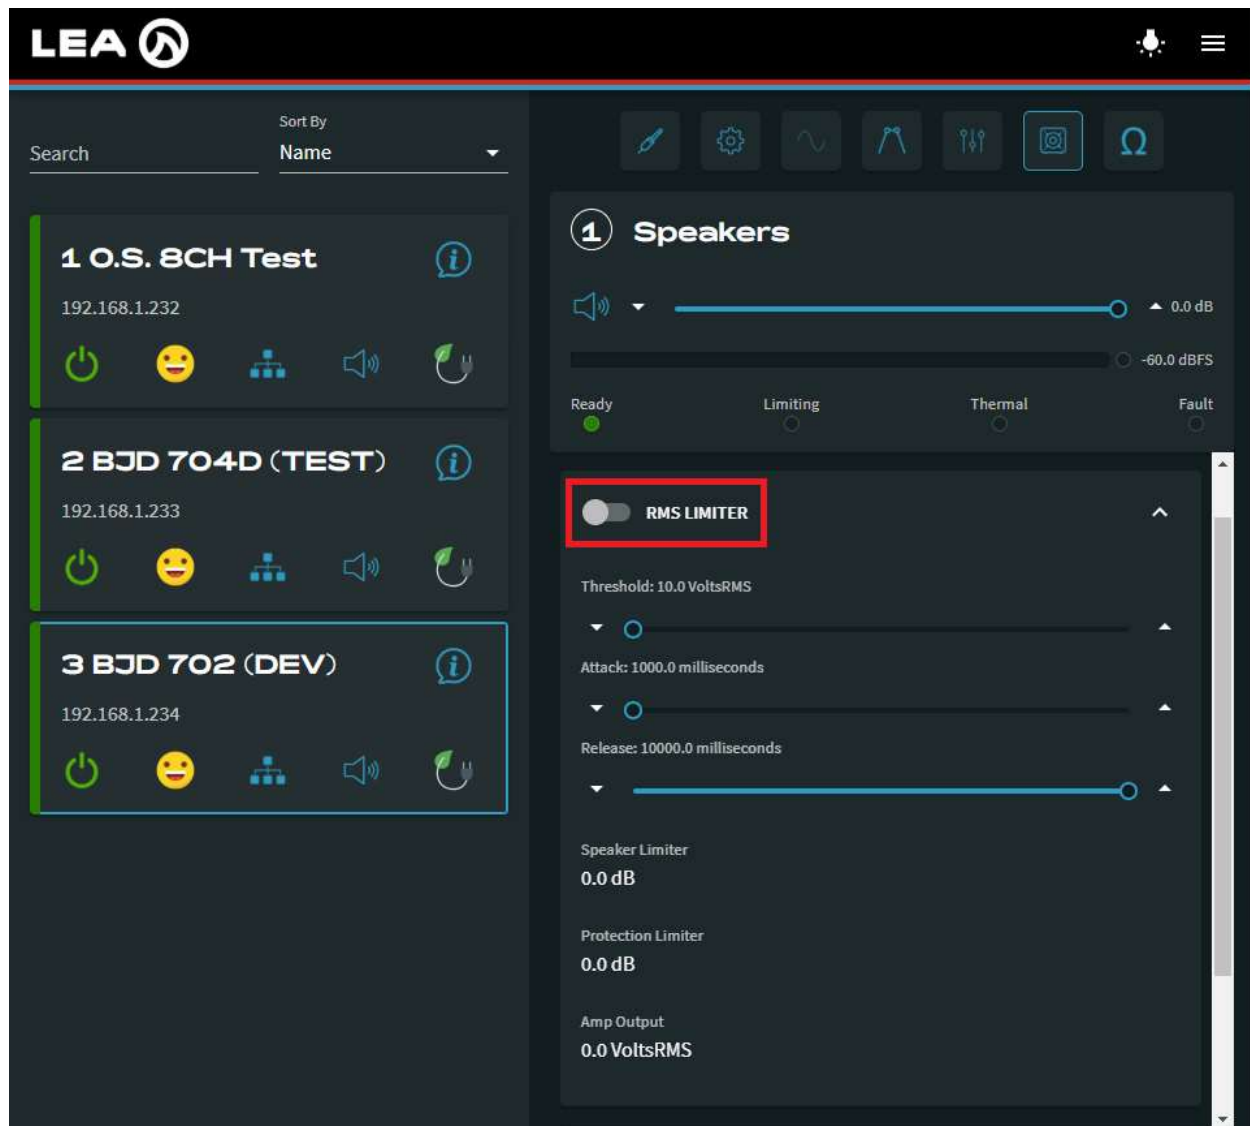 LEA
Search
Sort By
Name
1 O.S. 8CH Test
192.168.1.232
2 BJD 704D (TEST)
192.168.1.233
3 BJD 702 (DEV)
192.168.1.234
Ω
1 Speakers
0.0 dB
-60.0 dBFS
Ready Limiting Thermal Fault
RMS LIMITER
Threshold: 10.0 VoltsRMS
Attack: 1000.0 milliseconds
Release: 10000.0 milliseconds
Speaker Limiter
0.0 dB
Protection Limiter
0.0 dB
Amp Output
0.0 VoltsRMS